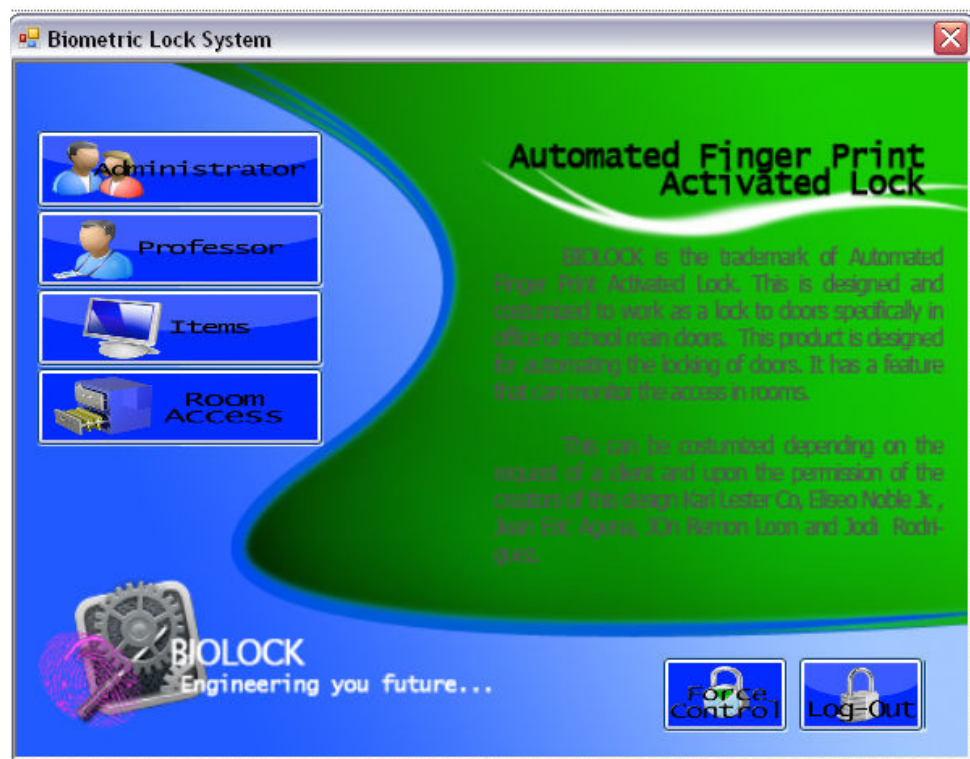 Biometric Lock System
Administrator
Professor
Items
Room
Access
Automated Finger Print
Activated Lock
BIOLOCK is the trademark of Automated
Finger Print Activated Lock. This is designed and
costumized to work as a lock to doors specifically in
office or school main doors. This product is designed
for automating the locking of doors. It has a feature
that can monitor the access in rooms.
This can be costumized depending on the
request of a client and upon the permission of the
creators of this design Karl Lester Co, Eliseo Noble Jr.,
Jean Eric JOn Remon and Jodi Rodri-
guez.
BIOLOCK
Engineering you future...
Force
Control
Log-Out